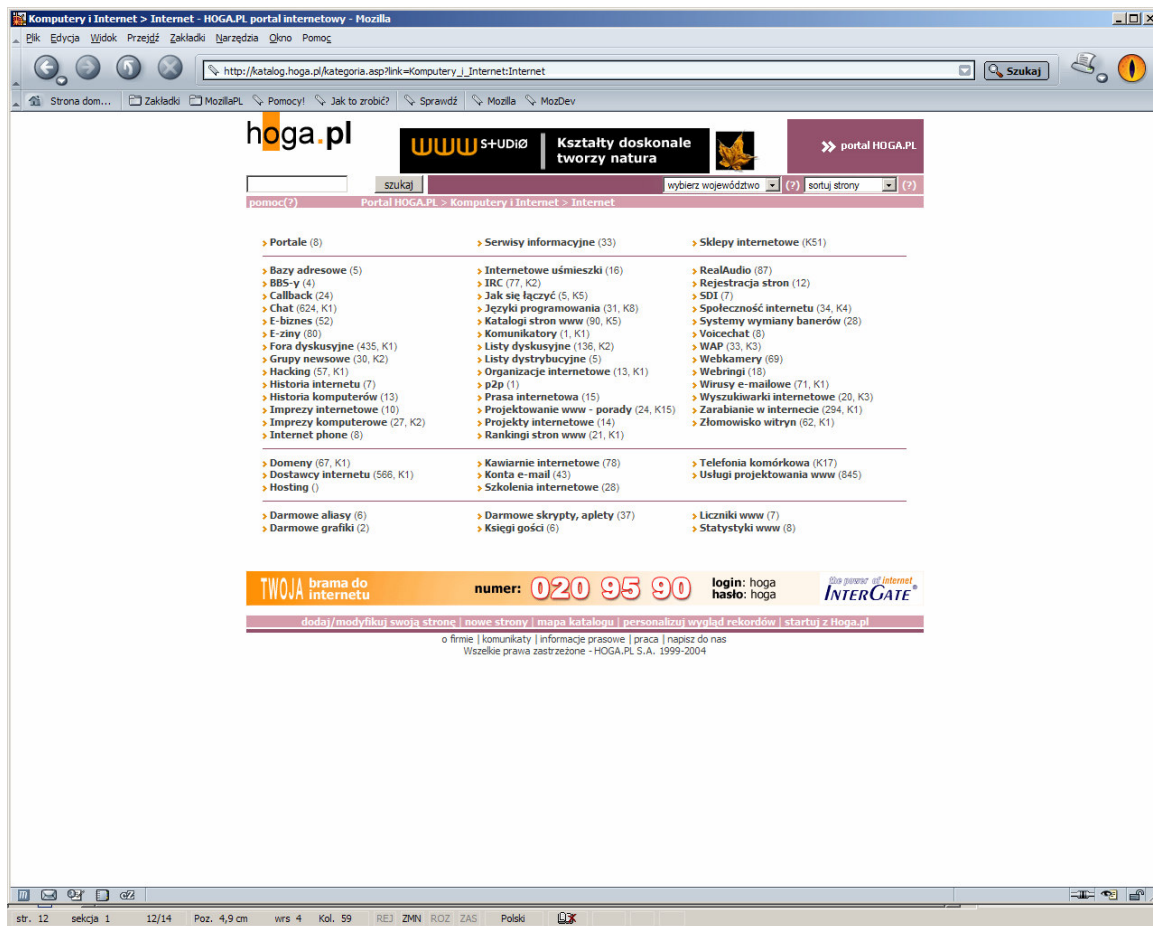 Komputery i Internet > Internet - HOGA.PL portal internetowy - Mozilla
Plik Edycja Widok Przejdź Zakładki Narzędzia Okno Pomoc
http://katalog.hoga.pl/kategoria.asp?link=Komputery_i_Internet:Internet Szukaj
Strona dom... Zakładki MozillaPL Pomocy! Jak to zrobić? Sprawdź Mozilla MozDev
hoga.pl
WWW S+UDIØ Kształty doskonale
tworzy natura
portal HOGA.PL
szukaj wybierz województwo (?) sortuj strony (?)
pomoc(?) Portal HOGA.PL > Komputery i Internet > Internet
Portale (8) Serwisy informacyjne (33) Sklepy internetowe (K51)
Bazy adresowe (5) Internetowe uśmieszki (16) RealAudio (87)
BBS-y (4) IRC (77, K2) Rejestracja stron (12)
Callback (24) Jak się łączyć (5, K5) SDI (7)
Chat (624, K1) Języki programowania (31, K8) Społeczność internetu (34, K4)
E-biznes (52) Katalogi stron www (90, K5) Systemy wymiany banerów (28)
E-ziny (80) Komunikatory (1, K1) Voicechat (8)
Fora dyskusyjne (435, K1) Listy dyskusyjne (136, K2) WAP (33, K3)
Grupy newsowe (30, K2) Listy dystrybucyjne (5) Webkamery (69)
Hacking (57, K1) Organizacje internetowe (13, K1) Webringi (18)
Historia internetu (7) p2p (1) Wirusy e-mailowe (71, K1)
Historia komputerów (13) Prasa internetowa (15) Wyszukiwarki internetowe (20, K3)
Imprezy internetowe (10) Projektowanie www - porady (24, K15) Zarabianie w internecie (294, K1)
Imprezy komputerowe (27, K2) Projekty internetowe (14) Złomowisko witryn (62, K1)
Internet phone (8) Rankingi stron www (21, K1)
Domeny (67, K1) Kawiarnie internetowe (78) Telefonia komórkowa (K17)
Dostawcy internetu (566, K1) Konta e-mail (43) Usługi projektowania www (845)
Hosting () Szkolenia internetowe (28)
Darmowe aliasy (6) Darmowe skrypty, aplety (37) Liczniki www (7)
Darmowe grafiki (2) Księgi gości (6) Statystyki www (8)
TWOJA brama do internetu numer: 020 95 90 login: hoga hasło: hoga the power of internet INTERGATE®
dodaj/modyfikuj swoją stronę | nowe strony | mapa katalogu | personalizuj wygląd rekordów | startuj z Hoga.pl
o firmie | komunikaty | informacje prasowe | praca | napisz do nas
Wszelkie prawa zastrzeżone - HOGA.PL S.A. 1999-2004
str. 12 sekcja 1 12/14 Poz. 4,9 cm wrs 4 Kol. 59 REJ ZMN ROZ ZAS Polski